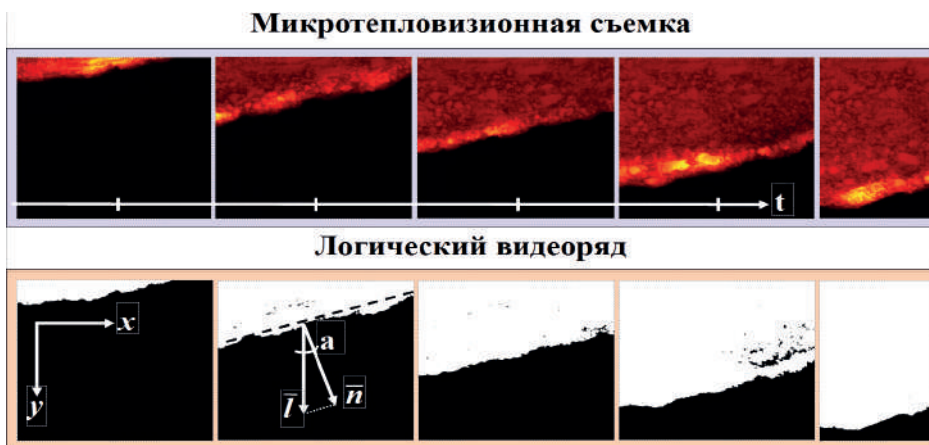 Микротепловизионная съемка
t
Логический видеоряд
x
y
a
l̅
n̅